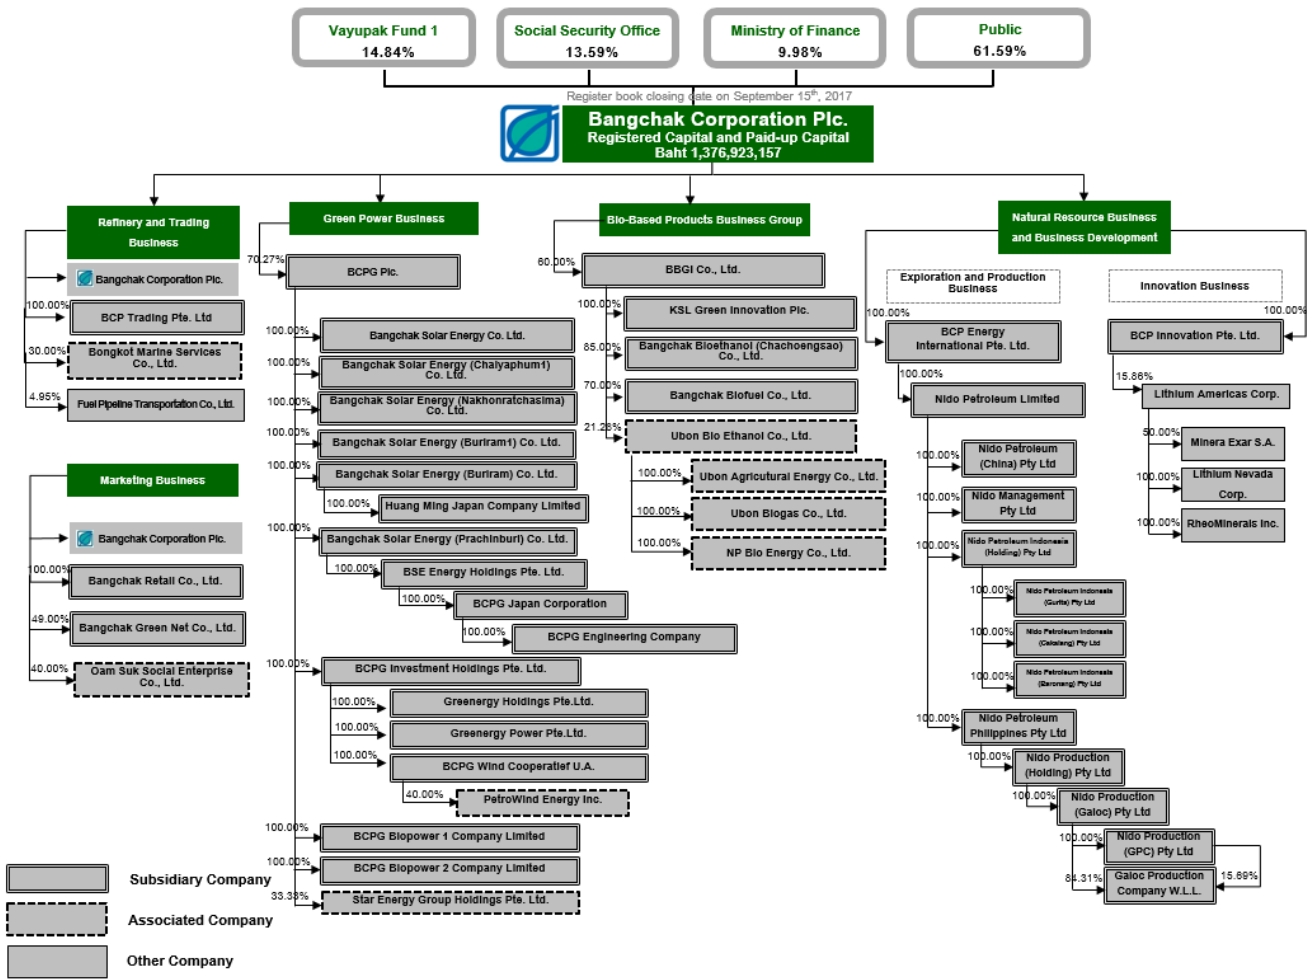 Vayupak Fund 1
14.84%
Social Security Office
13.59%
Ministry of Finance
9.98%
Public
61.59%
Register book closing date on September 15th, 2017
Bangchak Corporation Plc.
Registered Capital and Paid-up Capital
Baht 1,376,923,157
Refinery and Trading
Business
Bangchak Corporation Plc.
100.00%
BCP Trading Pte. Ltd
30.00%
Bongkot Marine Services
Co., Ltd.
4.95%
Fuel Pipeline Transportation Co., Ltd.
Marketing Business
Bangchak Corporation Plc.
100.00%
Bangchak Retail Co., Ltd.
49.00%
Bangchak Green Net Co., Ltd.
40.00%
Oam Suk Social Enterprise
Co., Ltd.
Green Power Business
70.27%
BCPG Plc.
100.00%
Bangchak Solar Energy Co. Ltd.
100.00%
Bangchak Solar Energy (Chaiyaphum1)
Co. Ltd.
100.00%
Bangchak Solar Energy (Nakhonratchasima)
Co. Ltd.
100.00%
Bangchak Solar Energy (Buriram1) Co. Ltd.
100.00%
Bangchak Solar Energy (Buriram) Co. Ltd.
100.00%
Huang Ming Japan Company Limited
100.00%
Bangchak Solar Energy (Prachinburi) Co. Ltd.
100.00%
BSE Energy Holdings Pte. Ltd.
100.00%
BCPG Japan Corporation
100.00%
BCPG Engineering Company
100.00%
BCPG Investment Holdings Pte. Ltd.
100.00%
Greenergy Holdings Pte.Ltd.
100.00%
Greenergy Power Pte.Ltd.
100.00%
BCPG Wind Cooperatief U.A.
40.00%
PetroWind Energy Inc.
100.00%
BCPG Biopower 1 Company Limited
100.00%
BCPG Biopower 2 Company Limited
33.33%
Star Energy Group Holdings Pte. Ltd.
Bio-Based Products Business Group
60.00%
BBGI Co., Ltd.
100.00%
KSL Green Innovation Plc.
85.00%
Bangchak Bioethanol (Chachoengsao)
Co., Ltd.
70.00%
Bangchak Biofuel Co., Ltd.
21.28%
Ubon Bio Ethanol Co., Ltd.
100.00%
Ubon Agricutural Energy Co., Ltd.
100.00%
Ubon Biogas Co., Ltd.
100.00%
NP Bio Energy Co., Ltd.
Natural Resource Business
and Business Development
Exploration and Production
Business
100.00%
BCP Energy
International Pte. Ltd.
100.00%
Nido Petroleum Limited
100.00%
Nido Petroleum
(China) Pty Ltd
100.00%
Nido Management
Pty Ltd
100.00%
Nido Petroleum Indonesia
(Holding) Pty Ltd
100.00%
Nido Petroleum Indonesia
(Gurita) Pty Ltd
100.00%
Nido Petroleum Indonesia
(Cakalang) Pty Ltd
100.00%
Nido Petroleum Indonesia
(Baronang) Pty Ltd
100.00%
Nido Petroleum
Philippines Pty Ltd
100.00%
Nido Production
(Holding) Pty Ltd
100.00%
Nido Production
(Galoc) Pty Ltd
100.00%
Nido Production
(GPC) Pty Ltd
84.31%
Galoc Production
Company W.L.L.
15.69%
Innovation Business
100.00%
BCP Innovation Pte. Ltd.
15.86%
Lithium Americas Corp.
50.00%
Minera Exar S.A.
100.00%
Lithium Nevada
Corp.
100.00%
RheoMinerals Inc.
Subsidiary Company
Associated Company
Other Company